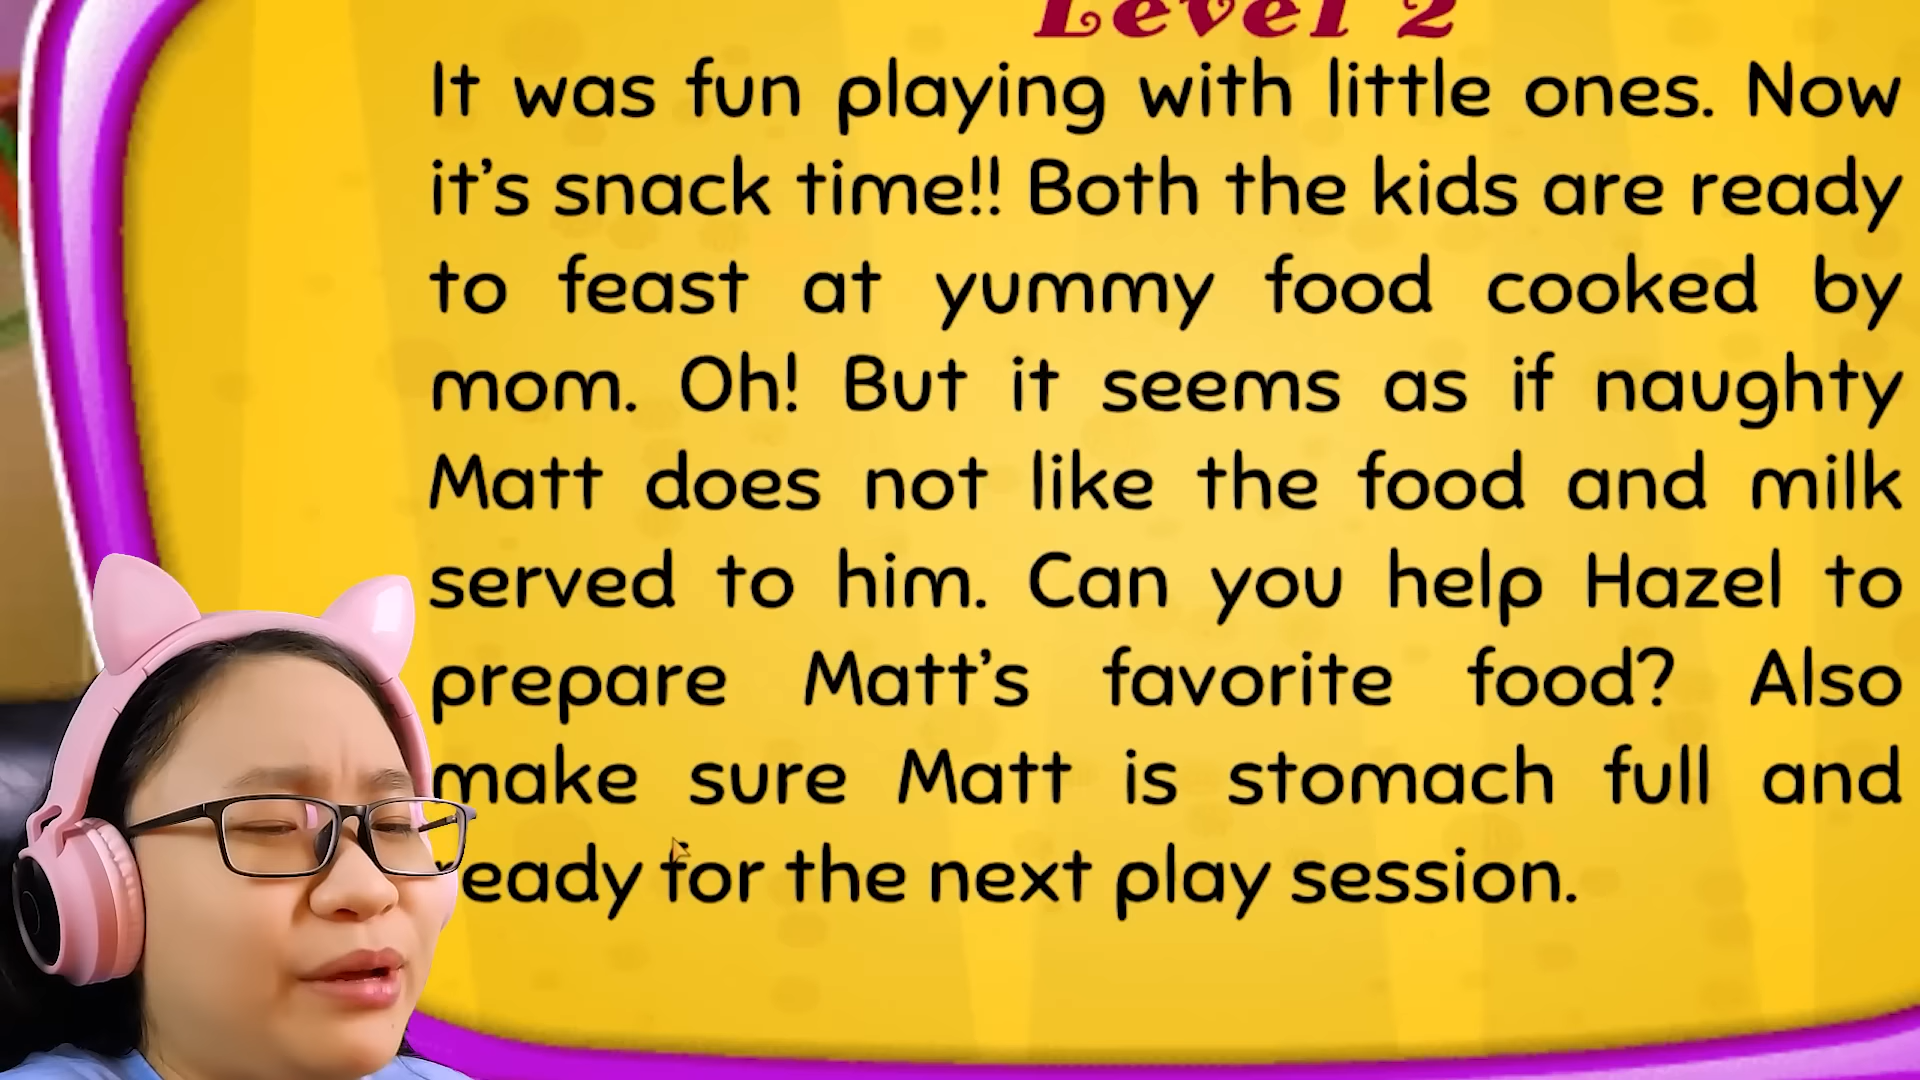 Level 2
It was fun playing with little ones. Now
it's snack time!! Both the kids are ready
to feast at yummy food cooked by
mom. Oh! But it seems as if naughty
Matt does not like the food and milk
served to him. Can you help Hazel to
prepare Matt's favorite food? Also
make sure Matt is stomach full and
ready for the next play session.